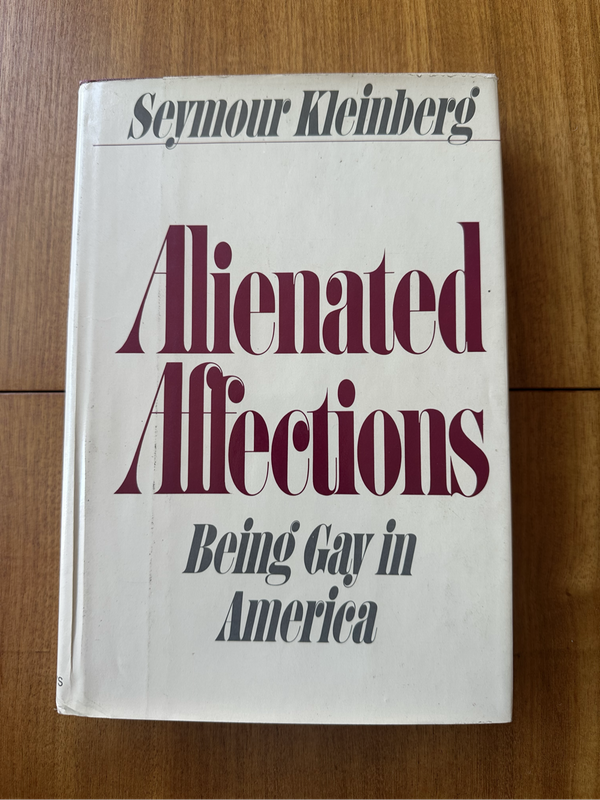 Seymour Kleinberg
Alienated
Affections
Being Gay in
America